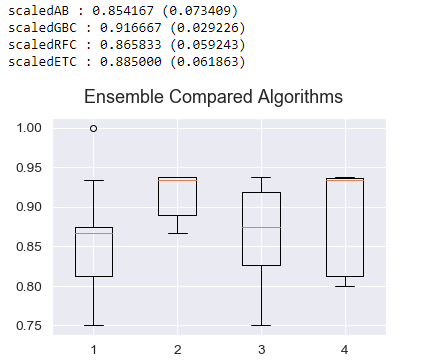 scaledAB : 0.854167 (0.073409)
scaledGBC : 0.916667 (0.029226)
scaledRFC : 0.865833 (0.059243)
scaledETC : 0.885000 (0.061863)
Ensemble Compared Algorithms
1.00
0.95
0.90
0.85
0.80
0.75
1 2 3 4